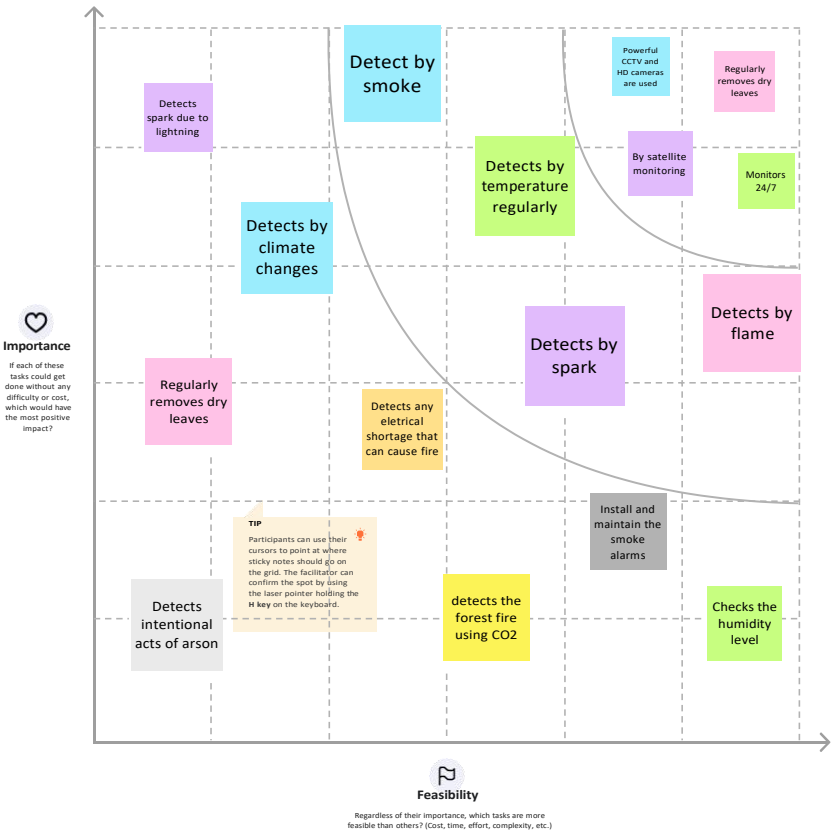 Detect by
smoke
Powerful
CCTV and
HD cameras
are used
Regularly
removes dry
leaves
Detects
spark due to
lightning
By satellite
monitoring
Detects by
temperature
regularly
Monitors
24/7
Detects by
climate
changes
Detects by
flame
Detects by
spark
Importance
If each of these
tasks could get
done without any
difficulty or cost,
which would have
the most positive
impact?
Regularly
removes dry
leaves
Detects any
eletrical
shortage that
can cause fire
Install and
maintain the
smoke
alarms
TIP
Participants can use their
cursors to point at where
sticky notes should go on
the grid. The facilitator can
confirm the spot by using
the laser pointer holding the
H key on the keyboard.
Detects
intentional
acts of arson
detects the
forest fire
using CO2
Checks the
humidity
level
Feasibility
Regardless of their importance, which tasks are more
feasible than others? (Cost, time, effort, complexity, etc.)